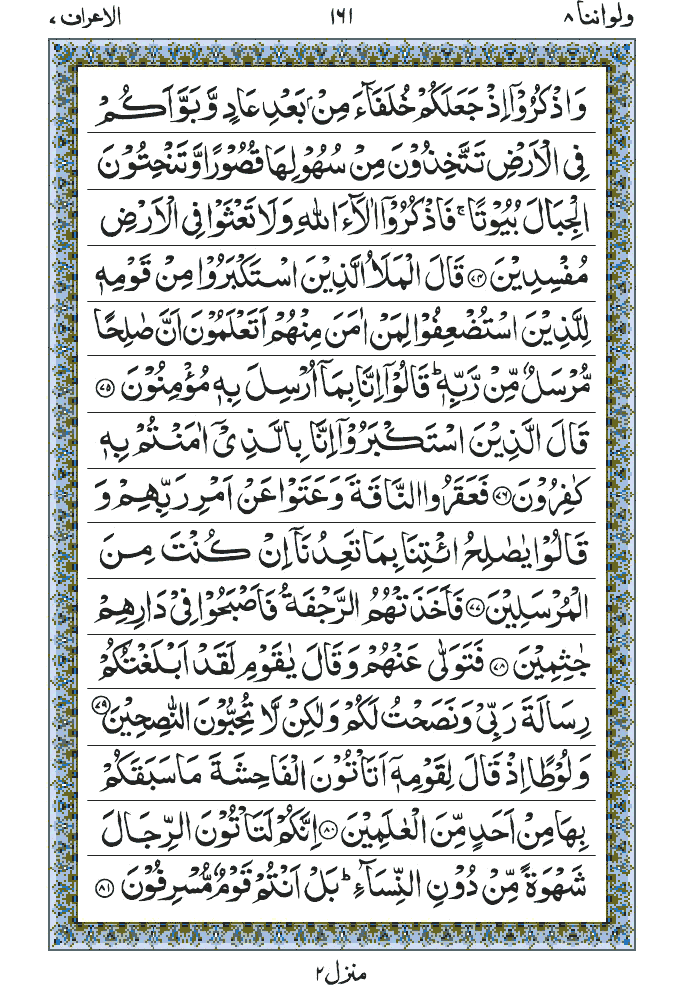 ولواننا ٨ ١٦١ الاعراف ٧
وَاذْكُرُوْۤا اِذْ جَعَلَكُمْ خُلَفَآءَ مِنْۢ بَعْدِ عَادٍ وَّبَوَّاَكُمْ
فِى الْاَرْضِ تَتَّخِذُوْنَ مِنْ سُهُوْلِهَا قُصُوْرًا وَّتَنْحِتُوْنَ
الْجِبَالَ بُيُوْتًا ۚ فَاذْكُرُوْۤا اٰلَآءَ اللّٰهِ وَلَا تَعْثَوْا فِى الْاَرْضِ
مُفْسِدِيْنَ ﴿٧٤﴾ قَالَ الْمَلَاُ الَّذِيْنَ اسْتَكْبَرُوْا مِنْ قَوْمِهٖ
لِلَّذِيْنَ اسْتُضْعِفُوْا لِمَنْ اٰمَنَ مِنْهُمْ اَتَعْلَمُوْنَ اَنَّ صٰلِحًا
مُّرْسَلٌ مِّنْ رَّبِّهٖ ؕ قَالُوْۤا اِنَّا بِمَاۤ اُرْسِلَ بِهٖ مُؤْمِنُوْنَ ﴿٧٥﴾
قَالَ الَّذِيْنَ اسْتَكْبَرُوْۤا اِنَّا بِالَّذِىْۤ اٰمَنْتُمْ بِهٖ
كٰفِرُوْنَ ﴿٧٦﴾ فَعَقَرُوا النَّاقَةَ وَعَتَوْا عَنْ اَمْرِ رَبِّهِمْ وَ
قَالُوْا يٰصٰلِحُ ائْتِنَا بِمَا تَعِدُنَاۤ اِنْ كُنْتَ مِنَ
الْمُرْسَلِيْنَ ﴿٧٧﴾ فَاَخَذَتْهُمُ الرَّجْفَةُ فَاَصْبَحُوْا فِىْ دَارِهِمْ
جٰثِمِيْنَ ﴿٧٨﴾ فَتَوَلّٰى عَنْهُمْ وَقَالَ يٰقَوْمِ لَقَدْ اَبْلَغْتُكُمْ
رِسَالَةَ رَبِّىْ وَنَصَحْتُ لَكُمْ وَلٰكِنْ لَّا تُحِبُّوْنَ النّٰصِحِيْنَ ﴿٧٩﴾
وَلُوْطًا اِذْ قَالَ لِقَوْمِهٖۤ اَتَاْتُوْنَ الْفَاحِشَةَ مَا سَبَقَكُمْ
بِهَا مِنْ اَحَدٍ مِّنَ الْعٰلَمِيْنَ ﴿٨٠﴾ اِنَّكُمْ لَتَاْتُوْنَ الرِّجَالَ
شَهْوَةً مِّنْ دُوْنِ النِّسَآءِ ؕ بَلْ اَنْتُمْ قَوْمٌ مُّسْرِفُوْنَ ﴿٨١﴾
منزل ٢